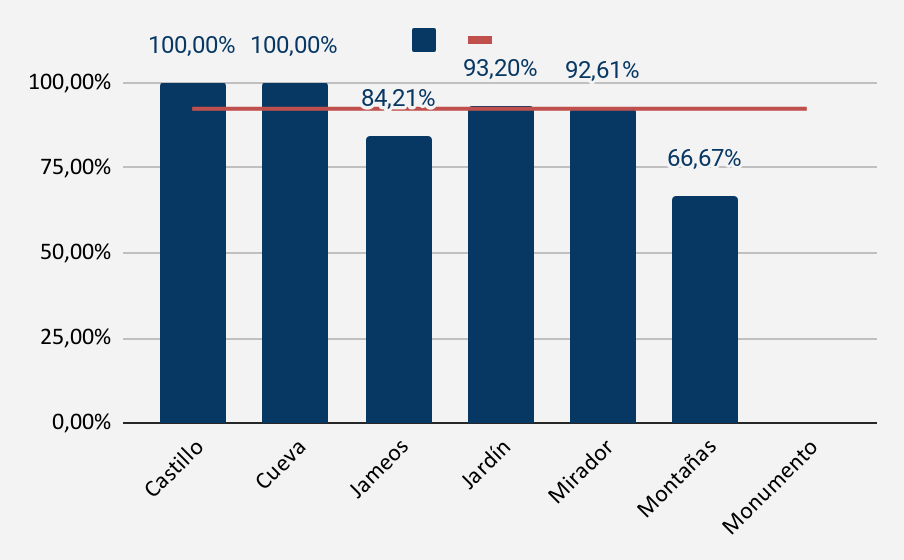 100,00% 100,00%
93,20% 92,61%
100,00%
84,21%
75,00%
66,67%
50,00%
25,00%
0,00%
Castillo
Cueva
Jameos
Jardín
Mirador
Montañas
Monumento